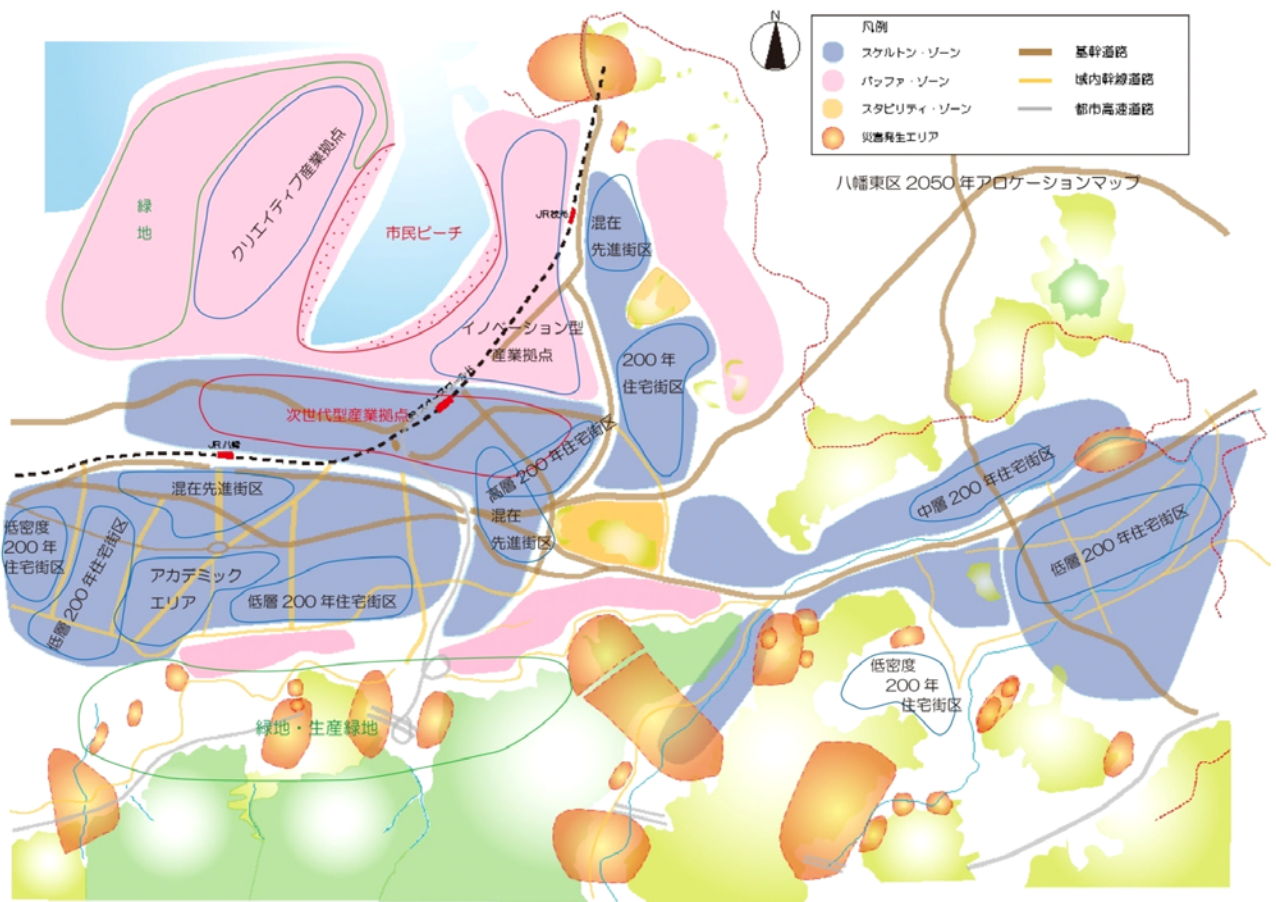 N
凡例
スケルトン・ゾーン
バッファ・ゾーン
スタビリティ・ゾーン
災害発生エリア
基幹道路
域内幹線道路
都市高速道路
八幡東区 2050 年アロケーションマップ
緑
地
クリエイティブ産業拠点
市民ビーチ
JR枝光
混在
先進街区
イノベーション型
産業拠点
200 年
住宅街区
次世代型産業拠点
JR八幡
高層 200 年住宅街区
混在先進街区
混在
先進街区
中層 200 年住宅街区
低層 200 年住宅街区
低密度
200 年
住宅街区
低層 200 年住宅街区
アカデミック
エリア
低層 200 年住宅街区
低密度
200 年
住宅街区
緑地・生産緑地